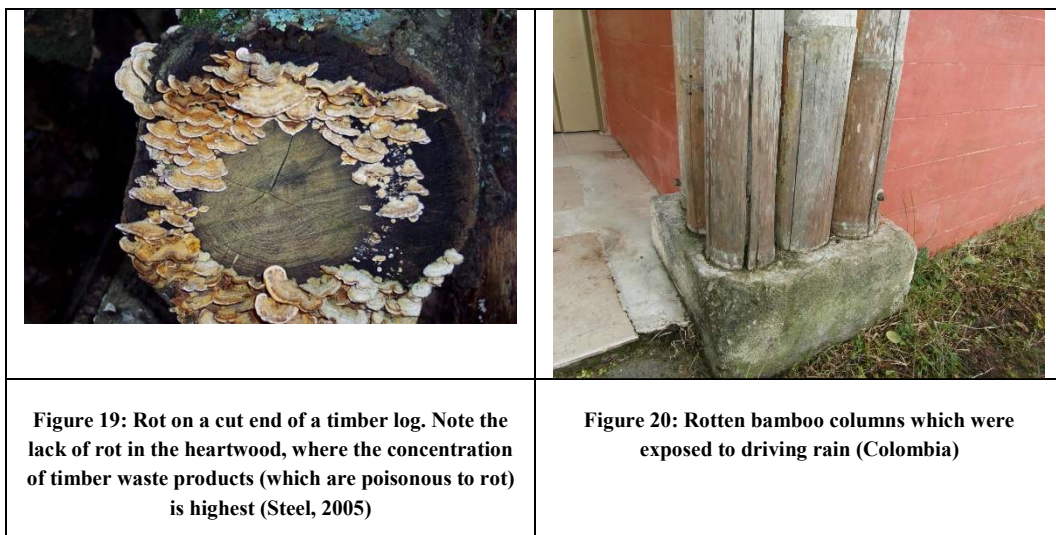 Figure 19: Rot on a cut end of a timber log. Note the
lack of rot in the heartwood, where the concentration
of timber waste products (which are poisonous to rot)
is highest (Steel, 2005)
Figure 20: Rotten bamboo columns which were
exposed to driving rain (Colombia)